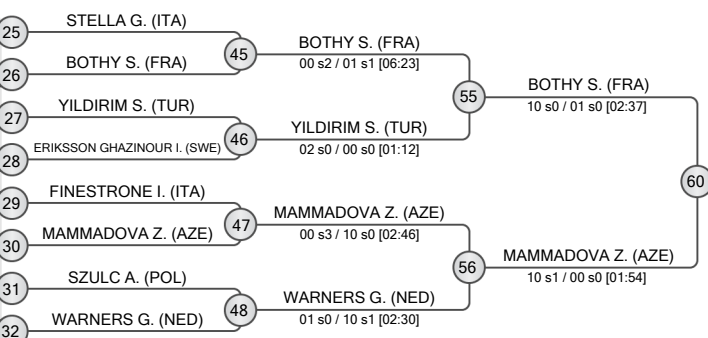 25
STELLA G. (ITA)
45
BOTHY S. (FRA)
00 s2 / 01 s1 [06:23]
26
BOTHY S. (FRA)
55
BOTHY S. (FRA)
10 s0 / 01 s0 [02:37]
27
YILDIRIM S. (TUR)
46
YILDIRIM S. (TUR)
02 s0 / 00 s0 [01:12]
28
ERIKSSON GHAZINOUR I. (SWE)
60
29
FINESTRONE I. (ITA)
47
MAMMADOVA Z. (AZE)
00 s3 / 10 s0 [02:46]
30
MAMMADOVA Z. (AZE)
56
MAMMADOVA Z. (AZE)
10 s1 / 00 s0 [01:54]
31
SZULC A. (POL)
48
WARNERS G. (NED)
01 s0 / 10 s1 [02:30]
32
WARNERS G. (NED)